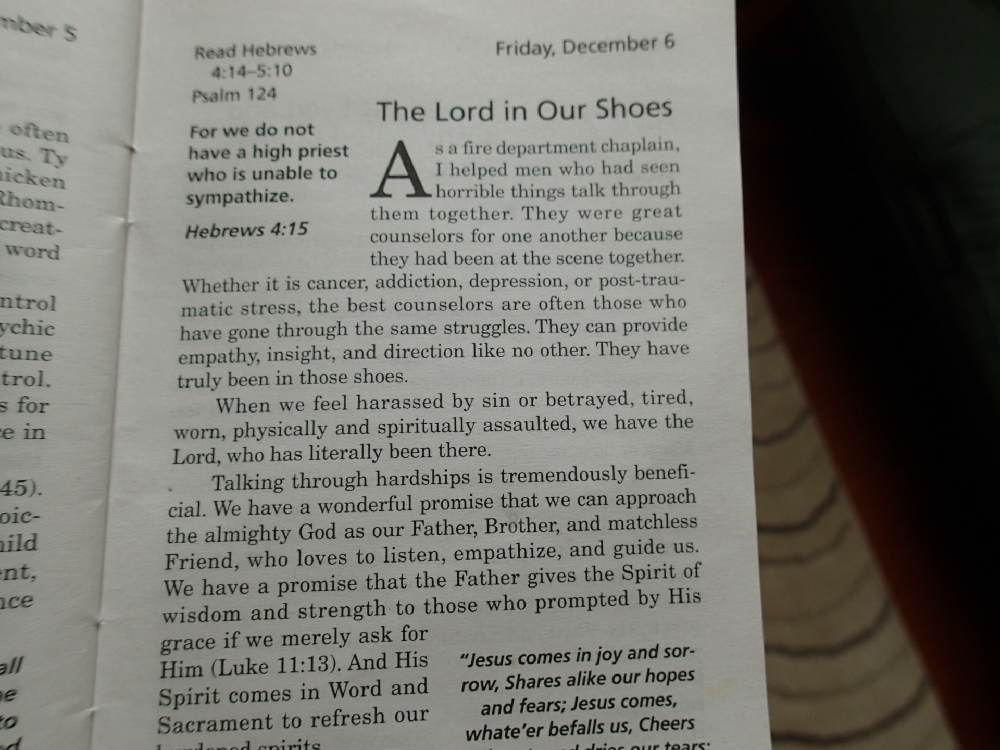 mber 5
often
us. Ty
icken
Rhom-
creat-
word
ntrol
ychic
tune
trol.
s for
e in
45).
oic-
ild
nt,
nce
all
e
to
Read Hebrews
4:14–5:10
Psalm 124
For we do not
have a high priest
who is unable to
sympathize.
Hebrews 4:15
Friday, December 6
The Lord in Our Shoes
As a fire department chaplain,
I helped men who had seen
horrible things talk through
them together. They were great
counselors for one another because
they had been at the scene together.
Whether it is cancer, addiction, depression, or post-trau-
matic stress, the best counselors are often those who
have gone through the same struggles. They can provide
empathy, insight, and direction like no other. They have
truly been in those shoes.
When we feel harassed by sin or betrayed, tired,
worn, physically and spiritually assaulted, we have the
Lord, who has literally been there.
Talking through hardships is tremendously benefi-
cial. We have a wonderful promise that we can approach
the almighty God as our Father, Brother, and matchless
Friend, who loves to listen, empathize, and guide us.
We have a promise that the Father gives the Spirit of
wisdom and strength to those who prompted by His
grace if we merely ask for
Him (Luke 11:13). And His
Spirit comes in Word and
Sacrament to refresh our
spirits
"Jesus comes in joy and sor-
row, Shares alike our hopes
and fears; Jesus comes,
whate'er befalls us, Cheers
dries our tears;